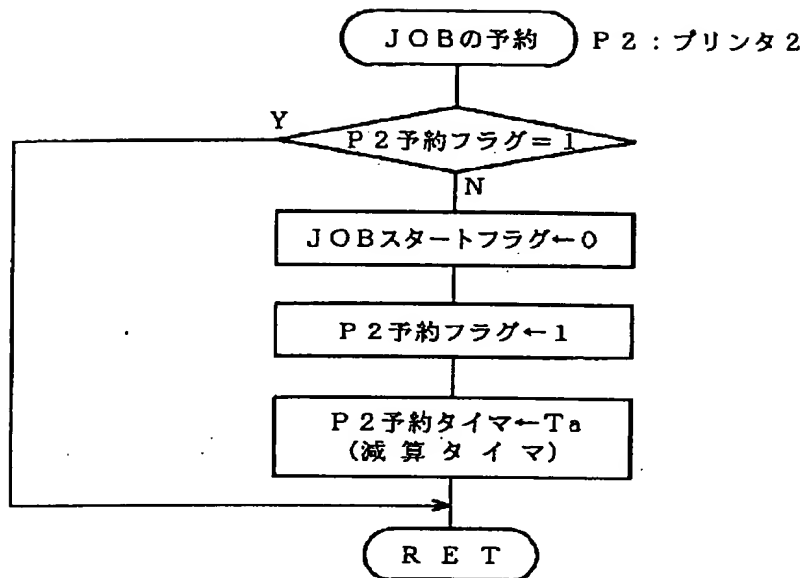 JOBの予約
P2:プリンタ2
Y
P2予約フラグ=1
N
JOBスタートフラグ←0
P2予約フラグ←1
P2予約タイマ←Ta
(減算タイマ)
RET